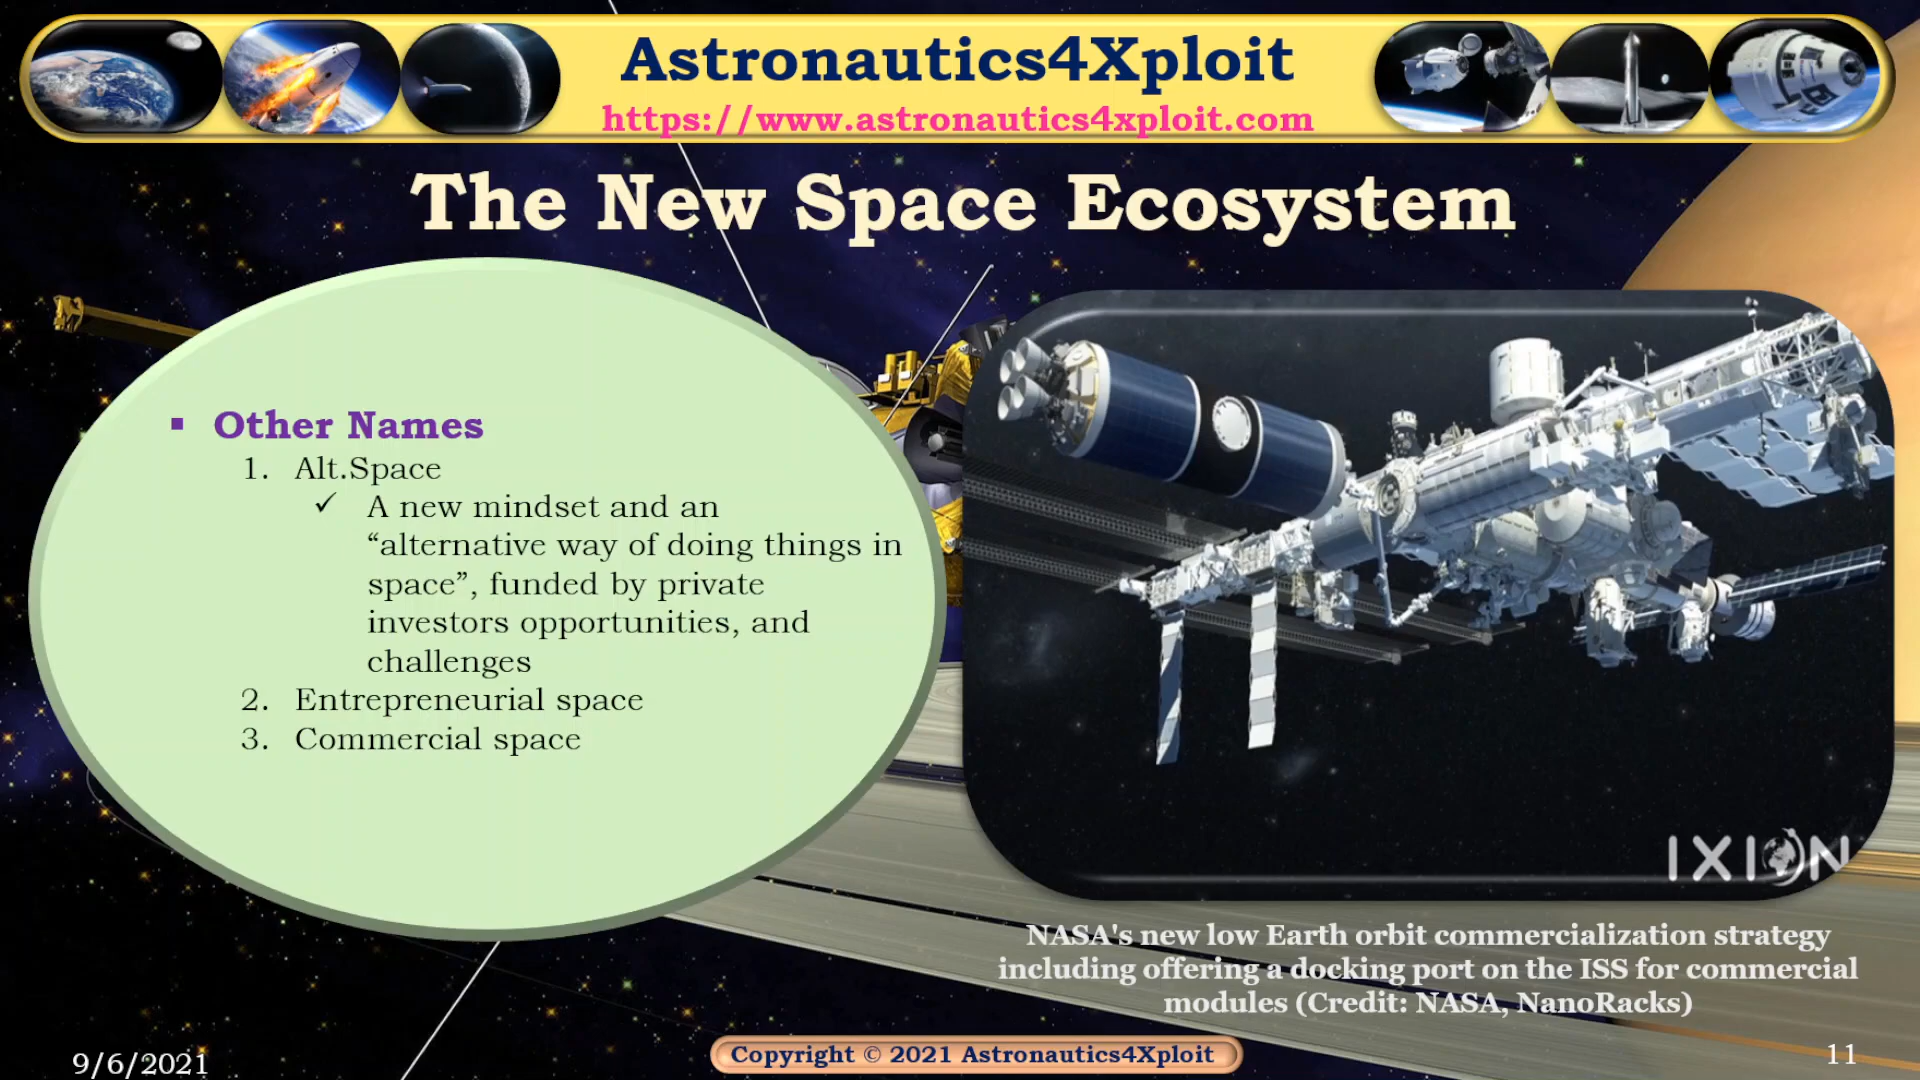 Astronautics4Xploit
https://www.astronautics4xploit.com
The New Space Ecosystem
▪ Other Names
1. Alt.Space
✓ A new mindset and an
“alternative way of doing things in
space”, funded by private
investors opportunities, and
challenges
2. Entrepreneurial space
3. Commercial space
IXION
NASA's new low Earth orbit commercialization strategy
including offering a docking port on the ISS for commercial
modules (Credit: NASA, NanoRacks)
9/6/2021
Copyright © 2021 Astronautics4Xploit
11